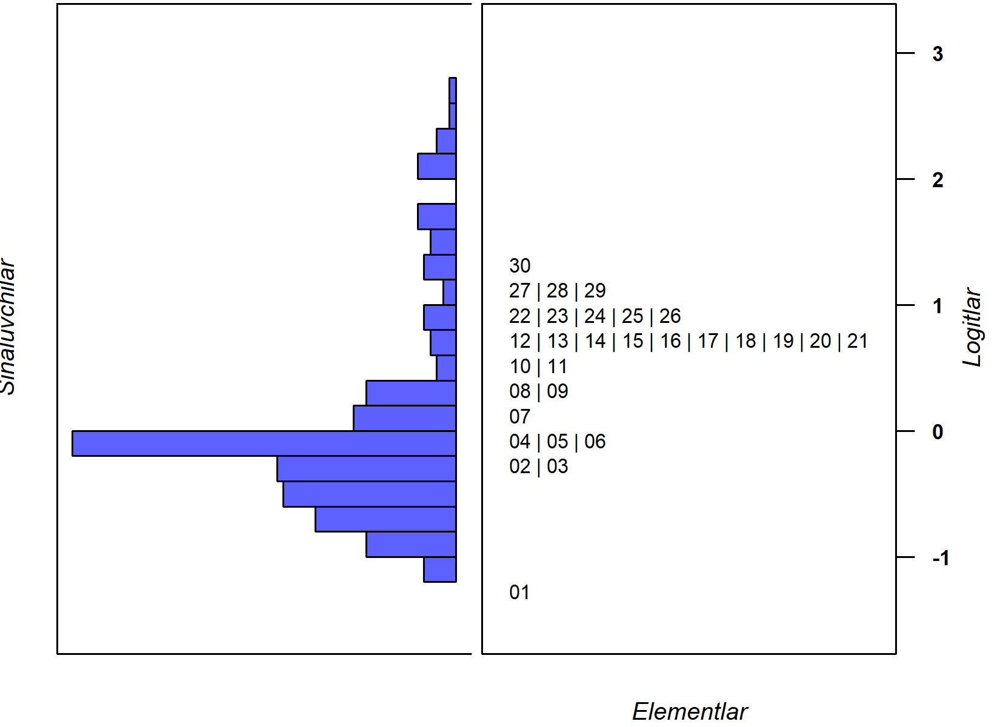 Sinaluvchilar
30
27 | 28 | 29
22 | 23 | 24 | 25 | 26
12 | 13 | 14 | 15 | 16 | 17 | 18 | 19 | 20 | 21
10 | 11
08 | 09
07
04 | 05 | 06
02 | 03
01
3
2
1
0
-1
Logitlar
Elementlar